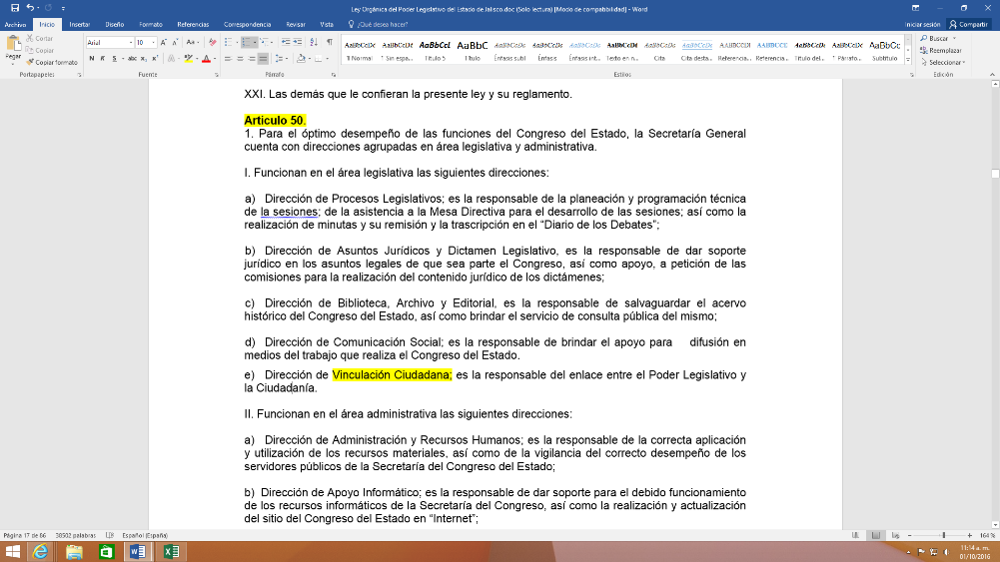 Ley Orgánica del Poder Legislativo del Estado de Jalisco.doc (Solo lectura) [Modo de compatibilidad] - Word
Archivo Inicio Insertar Diseño Formato Referencias Correspondencia Revisar Vista ¿Qué desea hacer? Iniciar sesión Compartir
Pegar
Cortar
Copiar
Copiar formato
Portapapeles
Arial 10
N K S abc x₂ x²
Fuente
Párrafo
AaBbCcDc AaBbCcDc AaBbCcI AaBbC AaBbCcDc AaBbCcDc AaBbCcDc AaBbCcDc AaBbCcDc AaBbCcDc AABBCCDI AABBCCDC AaBbCcDc AaBbCcDc AaBbCc
¶ Normal ¶ Sin espa... Título 5 Título Énfasis sutil Énfasis Énfasis int... Texto en n... Cita Cita desta... Referencia... Referencia... Título del... ¶ Párrafo... Subtítulo
Estilos
Buscar
Reemplazar
Seleccionar
Edición
XXI. Las demás que le confieran la presente ley y su reglamento.
Articulo 50.
1. Para el óptimo desempeño de las funciones del Congreso del Estado, la Secretaría General
cuenta con direcciones agrupadas en área legislativa y administrativa.
I. Funcionan en el área legislativa las siguientes direcciones:
a) Dirección de Procesos Legislativos; es la responsable de la planeación y programación técnica
de la sesiones; de la asistencia a la Mesa Directiva para el desarrollo de las sesiones; así como la
realización de minutas y su remisión y la trascripción en el “Diario de los Debates”;
b) Dirección de Asuntos Jurídicos y Dictamen Legislativo, es la responsable de dar soporte
jurídico en los asuntos legales de que sea parte el Congreso, así como apoyo, a petición de las
comisiones para la realización del contenido jurídico de los dictámenes;
c) Dirección de Biblioteca, Archivo y Editorial, es la responsable de salvaguardar el acervo
histórico del Congreso del Estado, así como brindar el servicio de consulta pública del mismo;
d) Dirección de Comunicación Social; es la responsable de brindar el apoyo para difusión en
medios del trabajo que realiza el Congreso del Estado.
e) Dirección de Vinculación Ciudadana; es la responsable del enlace entre el Poder Legislativo y
la Ciudadanía.
II. Funcionan en el área administrativa las siguientes direcciones:
a) Dirección de Administración y Recursos Humanos; es la responsable de la correcta aplicación
y utilización de los recursos materiales, así como de la vigilancia del correcto desempeño de los
servidores públicos de la Secretaría del Congreso del Estado;
b) Dirección de Apoyo Informático; es la responsable de dar soporte para el debido funcionamiento
de los recursos informáticos de la Secretaría del Congreso, así como la realización y actualización
del sitio del Congreso del Estado en “Internet”;
Página 17 de 86 38502 palabras Español (España) 164 %
11:14 a. m.
01/10/2016